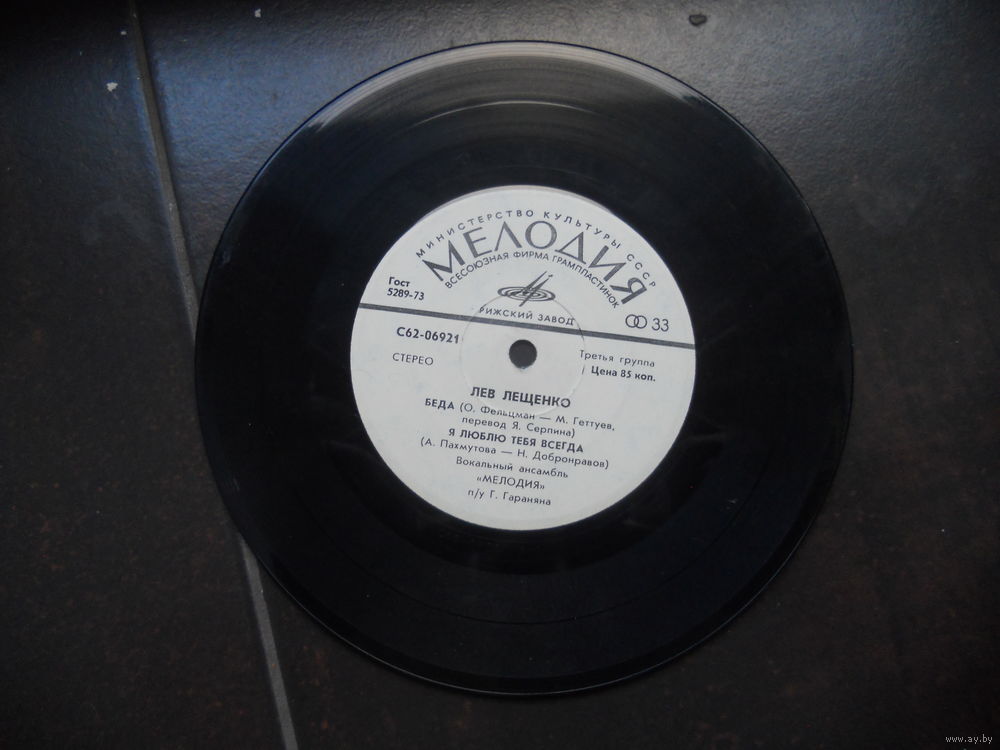 МИНИСТЕРСТВО КУЛЬТУРЫ СССР
МЕЛОДИЯ
ВСЕСОЮЗНАЯ ФИРМА ГРАМПЛАСТИНОК
Гост
5289-73
РИЖСКИЙ ЗАВОД
33
С62-06921
СТЕРЕО
Третья группа
Цена 85 коп.
ЛЕВ ЛЕЩЕНКО
БЕДА (О. Фельцман — М. Геттуев,
перевод Я. Серпина)
Я ЛЮБЛЮ ТЕБЯ ВСЕГДА
(А. Пахмутова — Н. Добронравов)
Вокальный ансамбль
«МЕЛОДИЯ»
п/у Г. Гараняна
www.ay.by